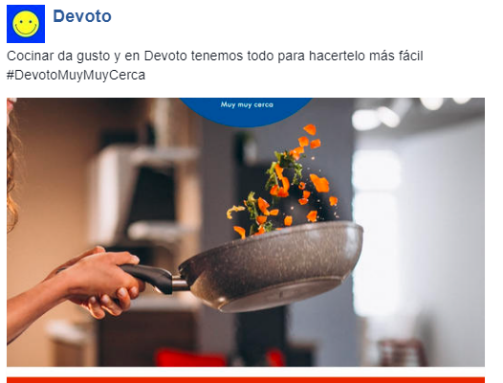 Devoto
Cocinar da gusto y en Devoto tenemos todo para hacertelo más fácil
#DevotoMuyMuyCerca
Muy muy cerca